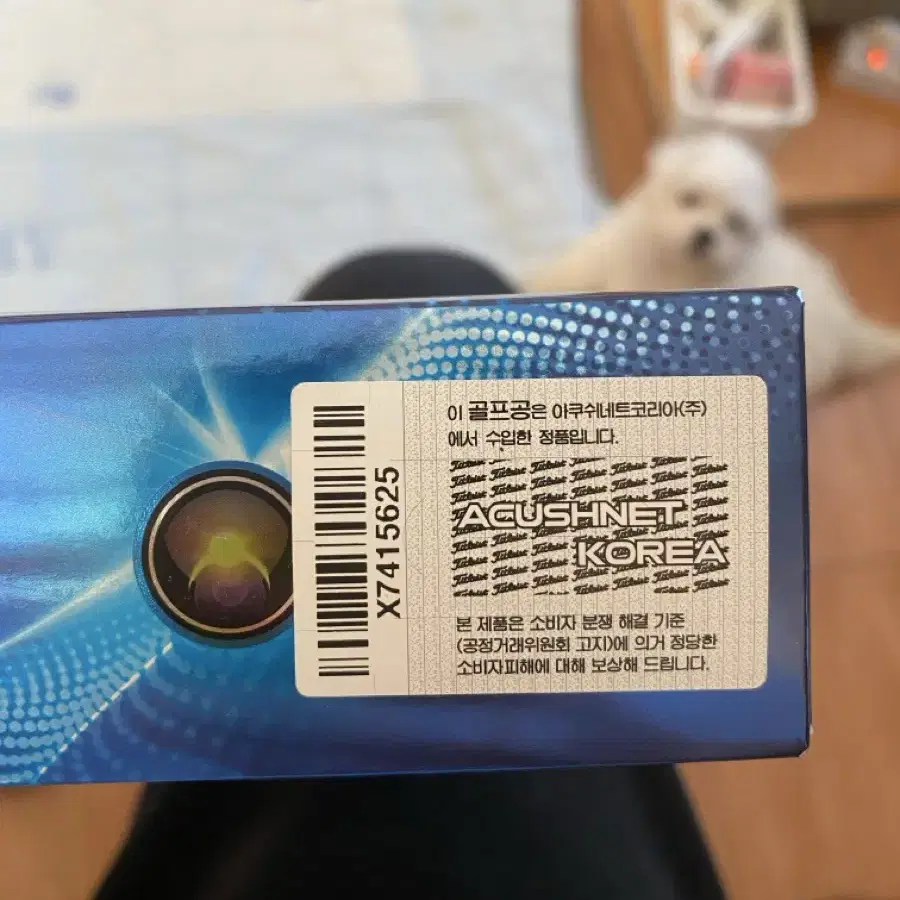 이 골프공은 아쿠쉬네트코리아(주)
에서 수입한 정품입니다.
ACUSHNET
KOREA
본 제품은 소비자 분쟁 해결 기준
(공정거래위원회 고지)에 의거 정당한
소비자피해에 대해 보상해 드립니다.
X7415625